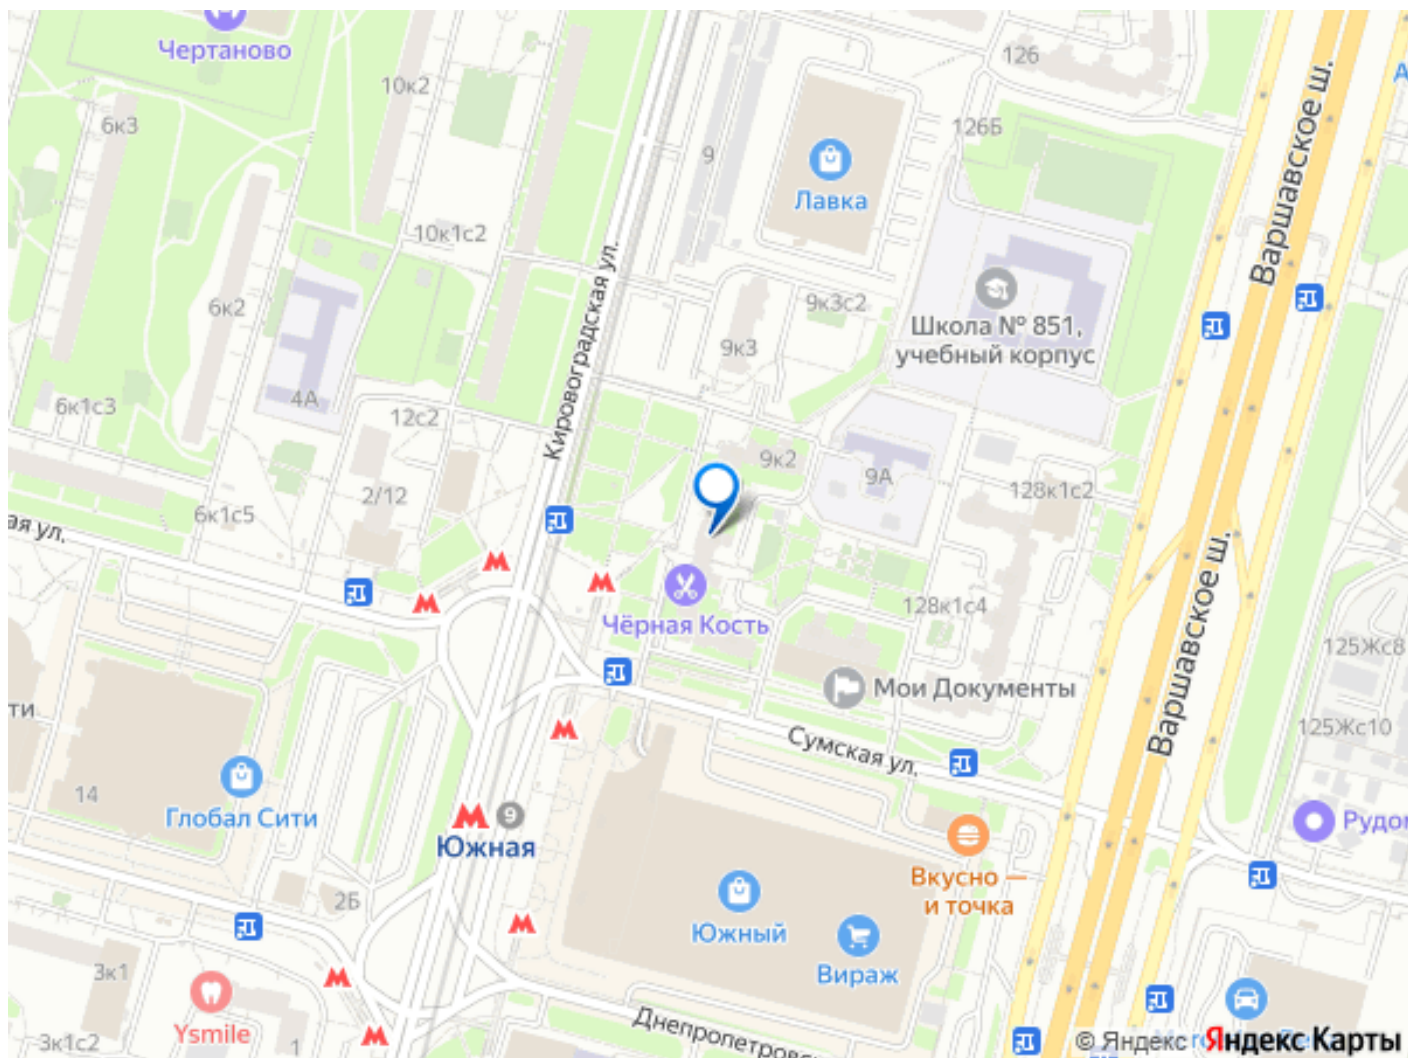 Чертаново
126
10к2
6к3
126Б
9
Варшавское ш.
Лавка
10к1с2
Кировоградская ул.
6к2
9к3с2
Школа № 851,
учебный корпус
9к3
4А
6к1с3
12с2
9к2
9А
2/12
128к1с2
6к1с5
ая ул.
128к1с4
Чёрная Кость
125Жс8
Мои Документы
ти
Варшавское ш.
125Жс10
Сумская ул.
14
Глобал Сити
9
Южная
Рудом
Вкусно —
и точка
2Б
Южный
Вираж
3к1
Ysmile
3к1с2
1
Днепропетровс
© Яндекс
Яндекс Карты